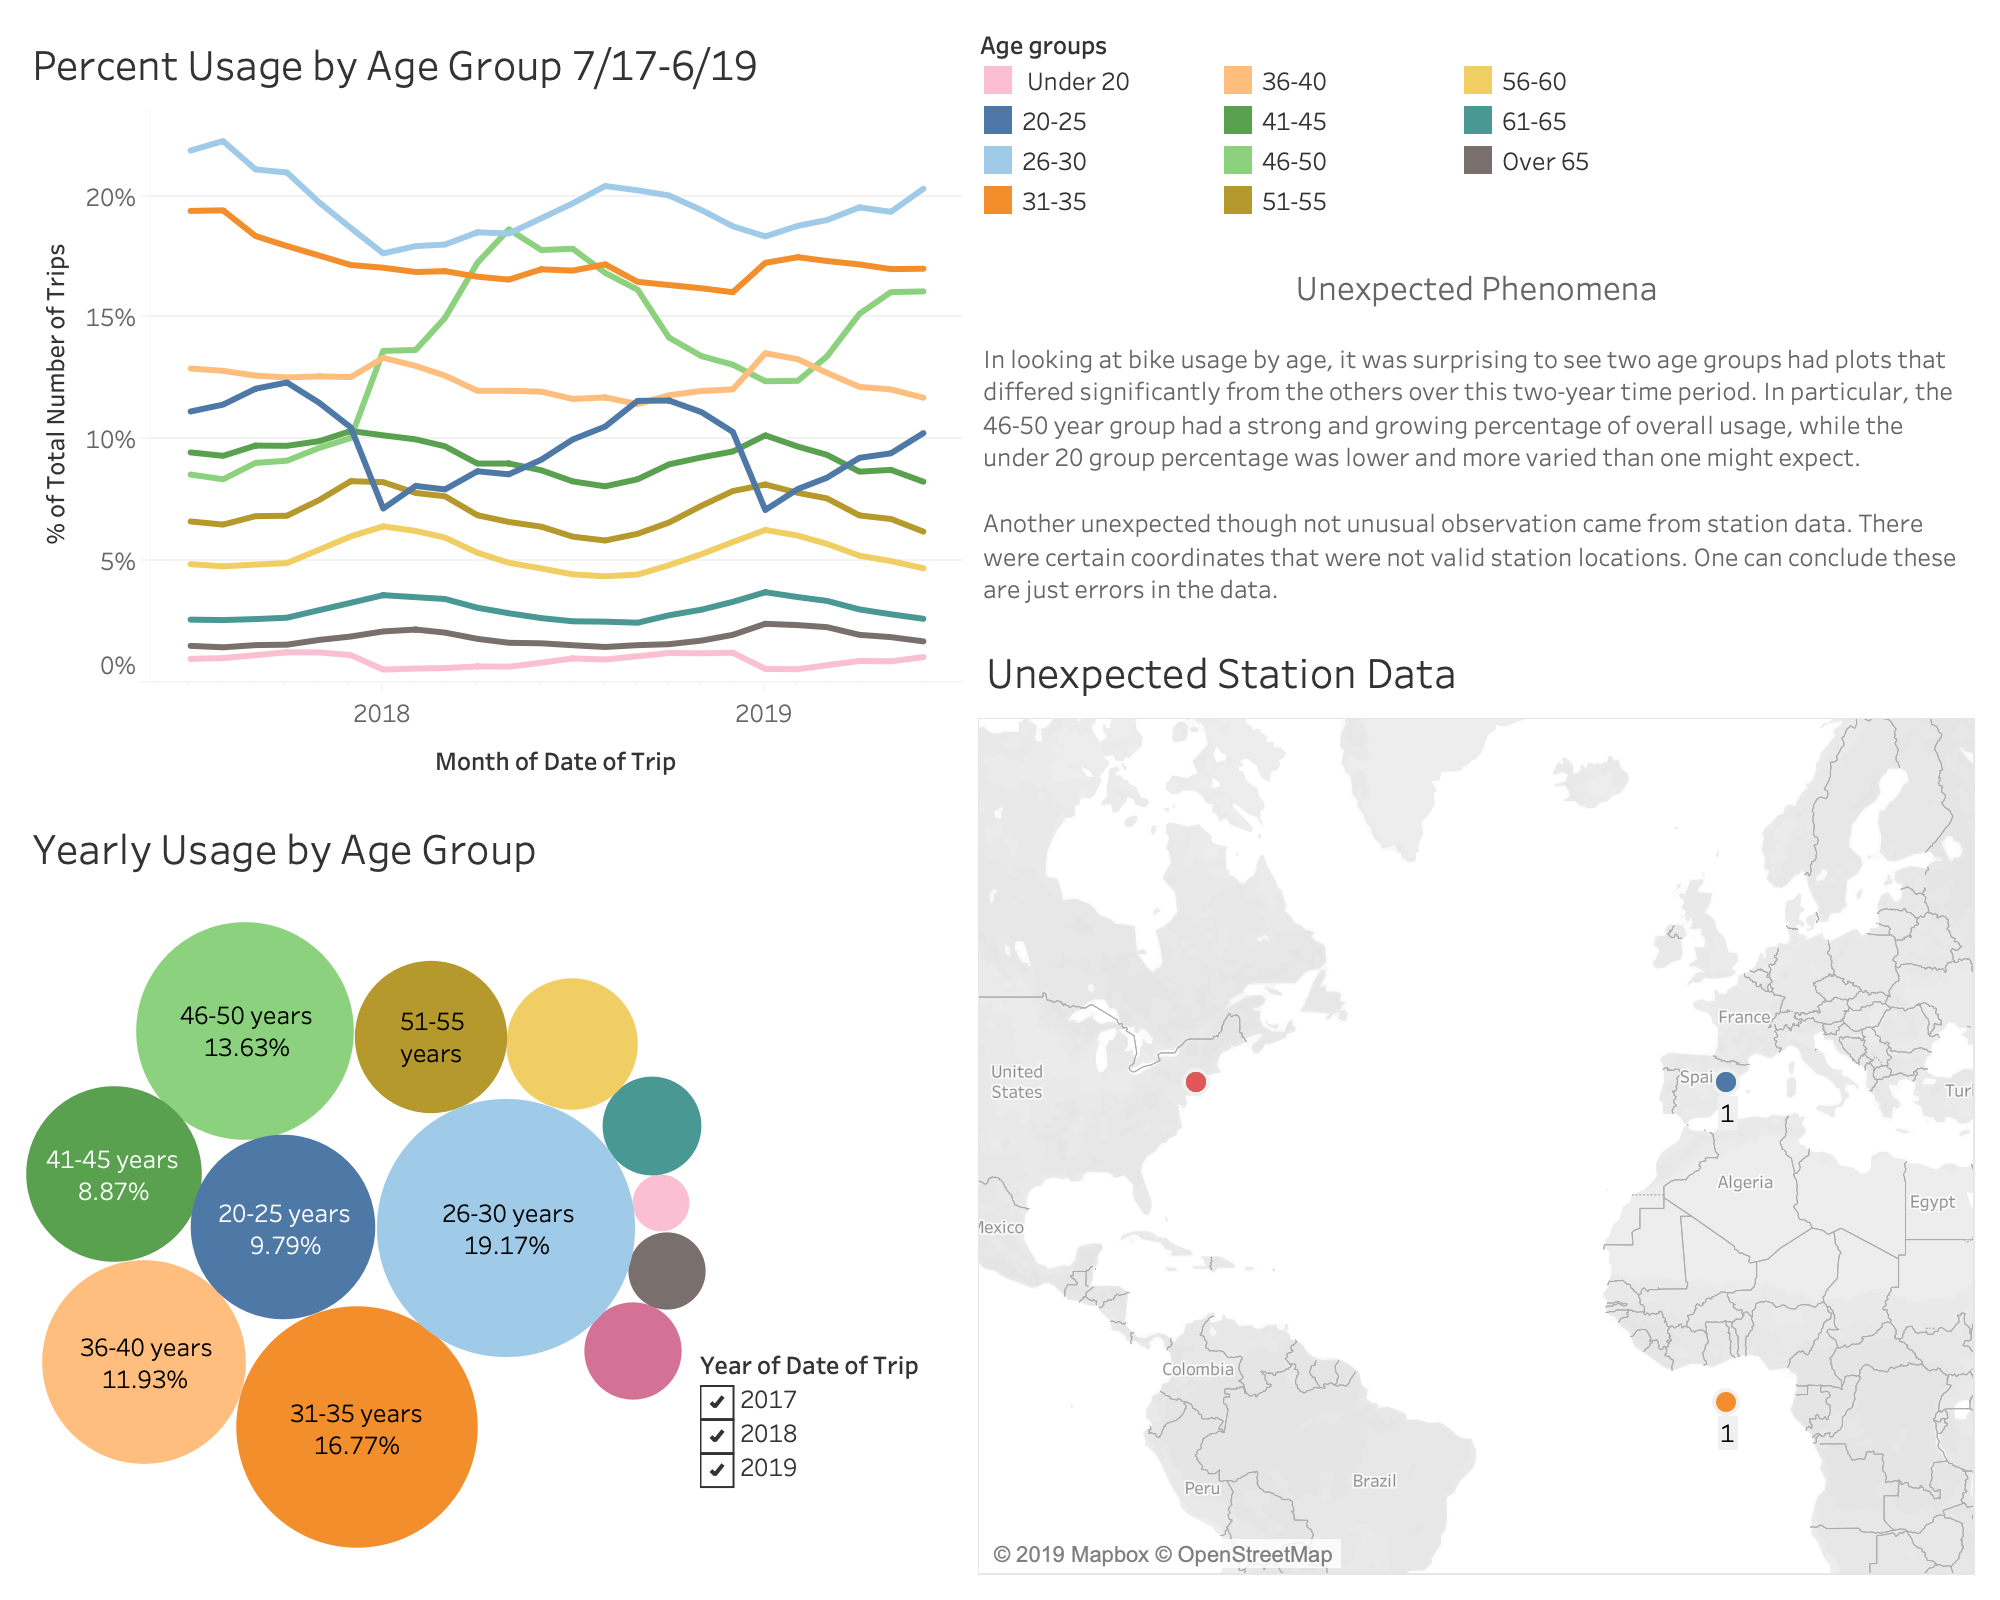 Percent Usage by Age Group 7/17-6/19
% of Total Number of Trips
20%
15%
10%
5%
0%
2018
2019
Month of Date of Trip
Age groups
Under 20
20-25
26-30
31-35
36-40
41-45
46-50
51-55
56-60
61-65
Over 65
Unexpected Phenomena
In looking at bike usage by age, it was surprising to see two age groups had plots that
differed significantly from the others over this two-year time period. In particular, the
46-50 year group had a strong and growing percentage of overall usage, while the
under 20 group percentage was lower and more varied than one might expect.
Another unexpected though not unusual observation came from station data. There
were certain coordinates that were not valid station locations. One can conclude these
are just errors in the data.
Yearly Usage by Age Group
46-50 years
13.63%
51-55
years
41-45 years
8.87%
20-25 years
9.79%
26-30 years
19.17%
36-40 years
11.93%
31-35 years
16.77%
Year of Date of Trip
2017
2018
2019
Unexpected Station Data
France
United
States
Spai
1
Tur
Algeria
Egypt
Mexico
Colombia
1
Brazil
Peru
© 2019 Mapbox © OpenStreetMap